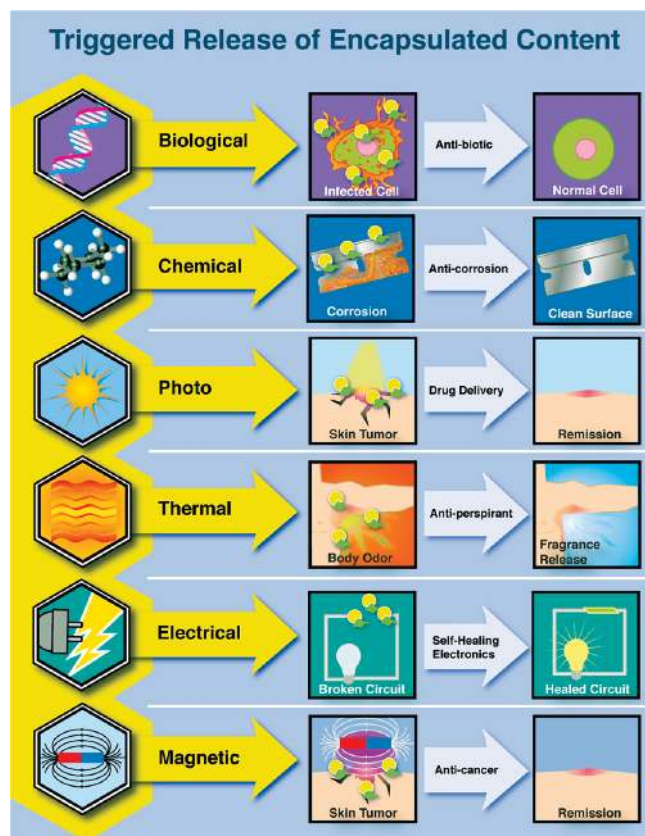 Triggered Release of Encapsulated Content
Biological
Infected Cell
Anti-biotic
Normal Cell
Chemical
Corrosion
Anti-corrosion
Clean Surface
Photo
Skin Tumor
Drug Delivery
Remission
Thermal
Body Odor
Anti-perspirant
Fragrance
Release
Electrical
Broken Circuit
Self-Healing
Electronics
Healed Circuit
Magnetic
Skin Tumor
Anti-cancer
Remission